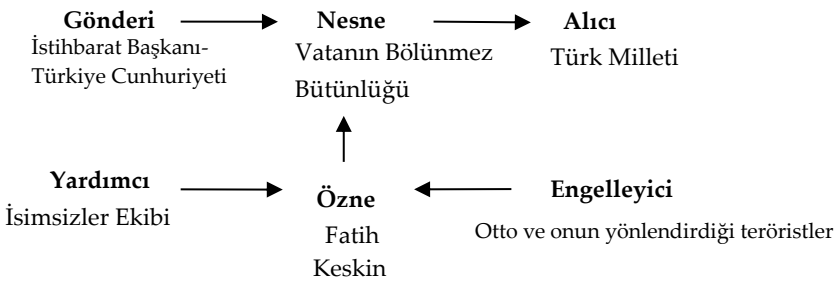 Gönderi
İstihbarat Başkanı-
Türkiye Cunhuriyeti
Nesne
Vatanın Bölünmez
Bütünlüğü
Alıcı
Türk Milleti
Yardımcı
İsimsizler Ekibi
Özne
Fatih
Keskin
Engelleyici
Otto ve onun yönlendirdiği teröristler